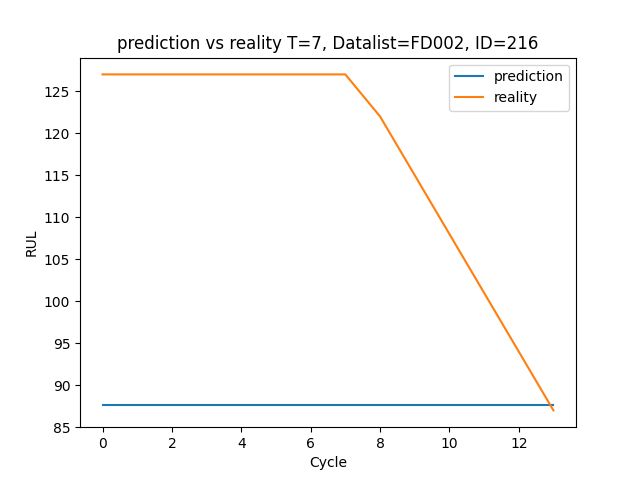 prediction vs reality T=7, Datalist=FD002, ID=216
prediction
reality
125
120
115
110
105
100
95
90
85
RUL
0 2 4 6 8 10 12
Cycle